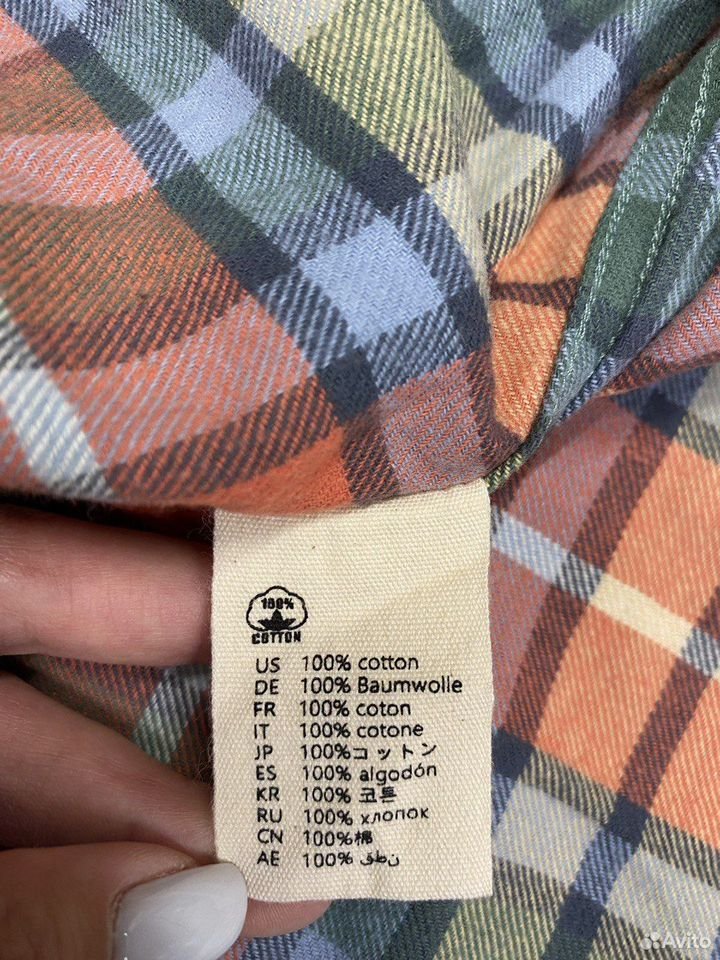 100%
COTTON
US 100% cotton
DE 100% Baumwolle
FR 100% coton
IT 100% cotone
JP 100%コットン
ES 100% algodón
KR 100% 코튼
RU 100% хлопок
CN 100%棉
AE 100% نطق
Avito